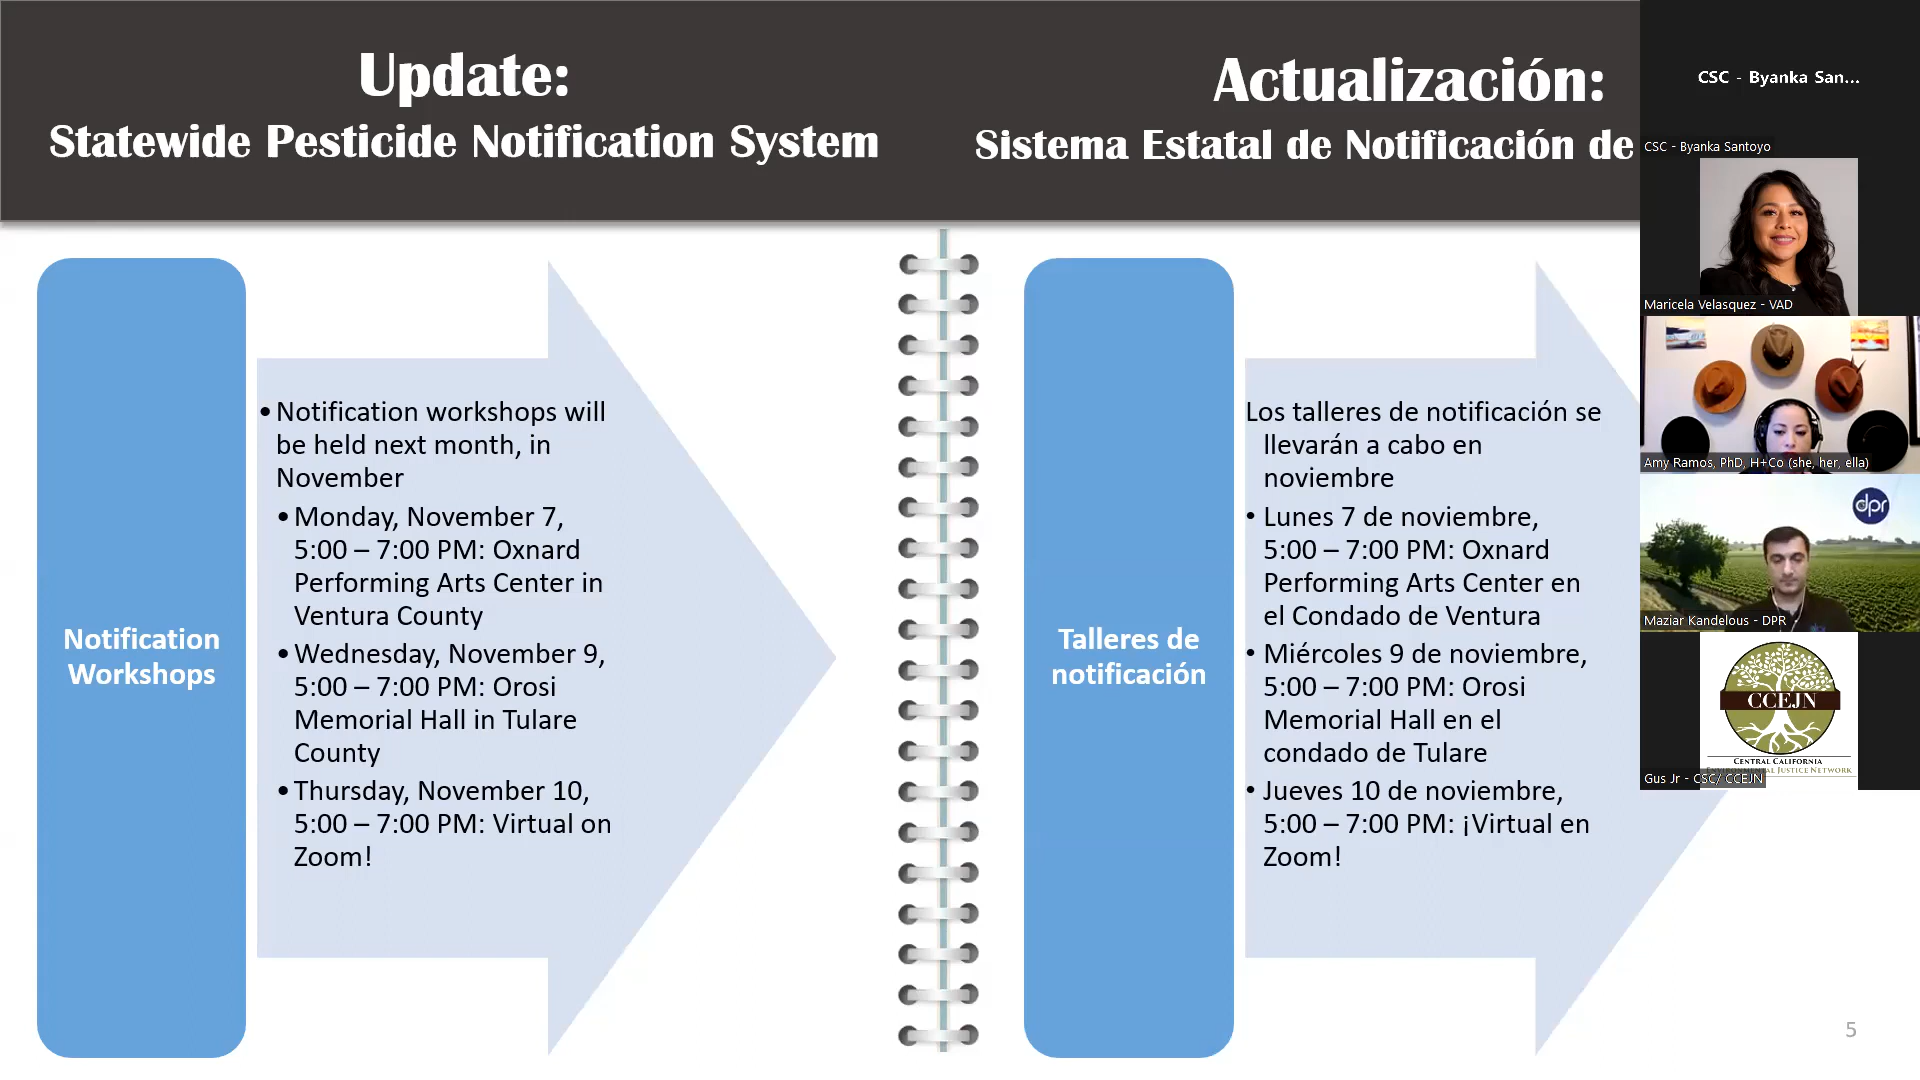 Update:
Statewide Pesticide Notification System
Actualización:
Sistema Estatal de Notificación de
Notification
Workshops
• Notification workshops will
be held next month, in
November
• Monday, November 7,
5:00 – 7:00 PM: Oxnard
Performing Arts Center in
Ventura County
• Wednesday, November 9,
5:00 – 7:00 PM: Orosi
Memorial Hall in Tulare
County
• Thursday, November 10,
5:00 – 7:00 PM: Virtual on
Zoom!
Talleres de
notificación
Los talleres de notificación se
llevarán a cabo en
noviembre
• Lunes 7 de noviembre,
5:00 – 7:00 PM: Oxnard
Performing Arts Center en
el Condado de Ventura
• Miércoles 9 de noviembre,
5:00 – 7:00 PM: Orosi
Memorial Hall en el
condado de Tulare
• Jueves 10 de noviembre,
5:00 – 7:00 PM: ¡Virtual en
Zoom!
5
CSC - Byanka San...
CSC - Byanka Santoyo
Maricela Velasquez - VAD
Amy Ramos, PhD, H+Co (she, her, ella)
dpr
Maziar Kandelous - DPR
CCEJN
CENTRAL CALIFORNIA
JUSTICE NETWORK
Gus Jr - CSC/ CCEJN